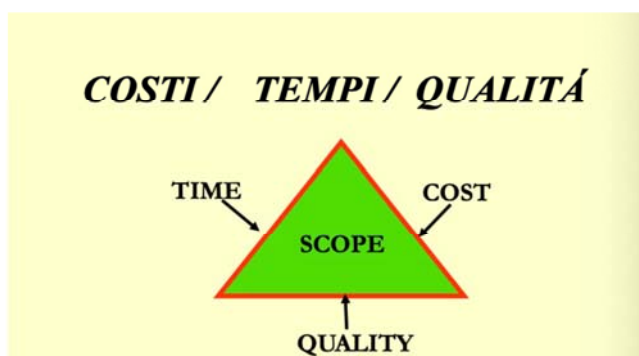 COSTI / TEMPI / QUALITÁ
TIME
COST
SCOPE
QUALITY